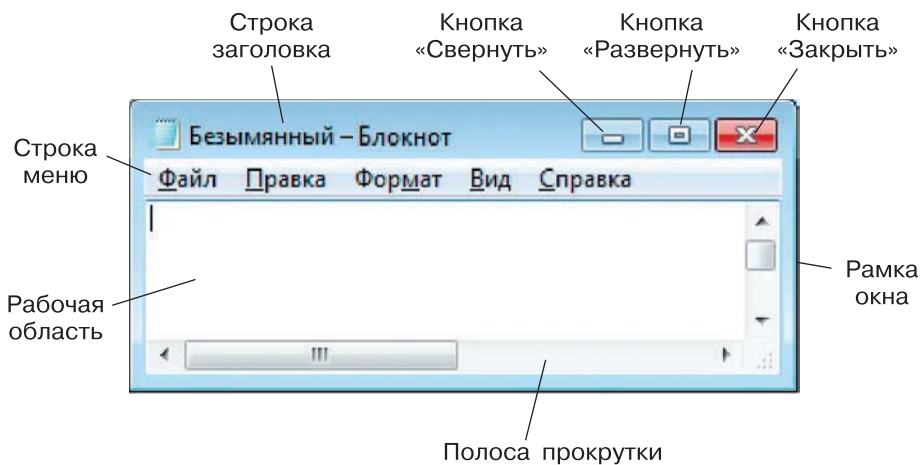 Строка
заголовка
Кнопка
«Свернуть»
Кнопка
«Развернуть»
Кнопка
«Закрыть»
Безымянный – Блокнот
Строка
меню
Файл Правка Формат Вид Справка
Рабочая
область
Рамка
окна
Полоса прокрутки